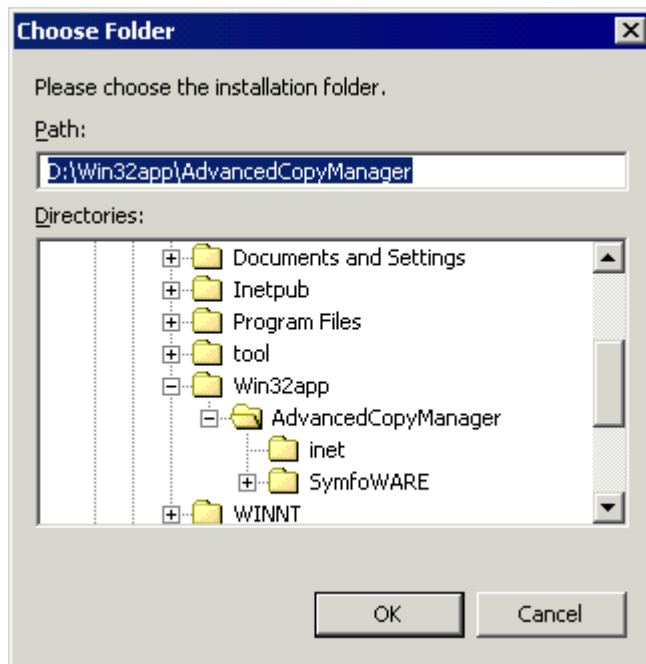 Choose Folder
Please choose the installation folder.
Path:
D:\Win32app\AdvancedCopyManager
Directories:
Documents and Settings
Inetpub
Program Files
tool
Win32app
AdvancedCopyManager
inet
SymfoWARE
WINNT
OK Cancel